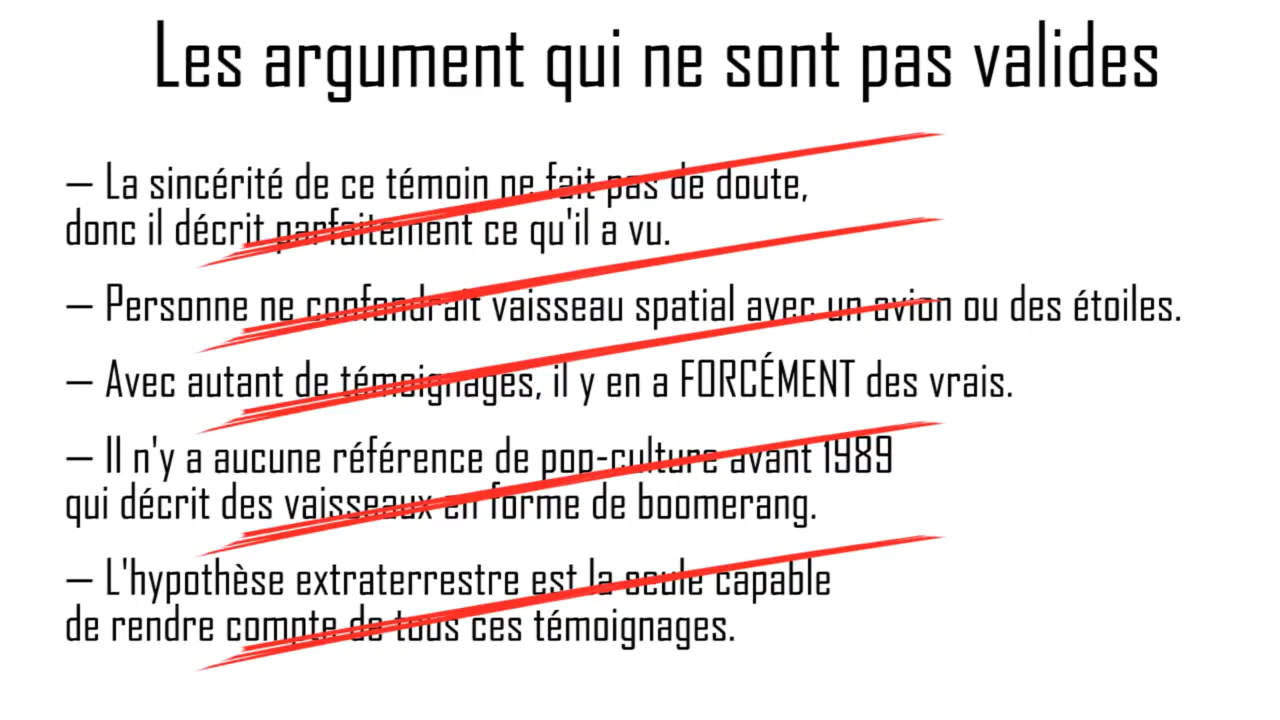 Les argument qui ne sont pas valides
— La sincérité de ce témoin ne fait pas de doute,
donc il décrit parfaitement ce qu'il a vu.
— Personne ne confondrait vaisseau spatial avec un avion ou des étoiles.
— Avec autant de témoignages, il y en a FORCÉMENT des vrais.
— Il n'y a aucune référence de pop-culture avant 1989
qui décrit des vaisseaux en forme de boomerang.
— L'hypothèse extraterrestre est la seule capable
de rendre compte de tous ces témoignages.